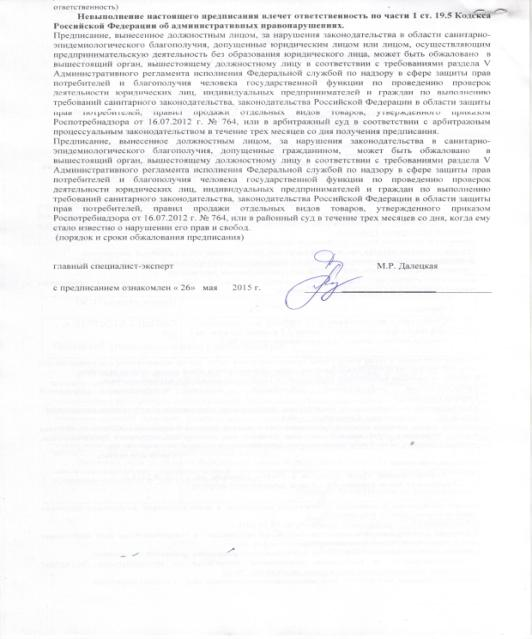 ответственность)
Невыполнение настоящего предписания влечет ответственность по части 1 ст. 19.5 Кодекса
Российской Федерации об административных правонарушениях.
Предписание, вынесенное должностным лицом, за нарушения законодательства в области санитарно-
эпидемиологического благополучия, допущенные юридическим лицом или лицом, осуществляющим
предпринимательскую деятельность без образования юридического лица, может быть обжаловано в
вышестоящий орган, вышестоящему должностному лицу в соответствии с требованиями раздела V
Административного регламента исполнения Федеральной службой по надзору в сфере защиты прав
потребителей и благополучия человека государственной функции по проведению проверок
деятельности юридических лиц, индивидуальных предпринимателей и граждан по выполнению
требований санитарного законодательства, законодательства Российской Федерации в области защиты
прав потребителей, правил продажи отдельных видов товаров, утвержденного приказом
Роспотребнадзора от 16.07.2012 г. № 764, или в арбитражный суд в соответствии с арбитражным
процессуальным законодательством в течение трех месяцев со дня получения предписания.
Предписание, вынесенное должностным лицом, за нарушения законодательства в санитарно-
эпидемиологического благополучия, допущенные гражданином, может быть обжаловано в
вышестоящий орган, вышестоящему должностному лицу в соответствии с требованиями раздела V
Административного регламента исполнения Федеральной службой по надзору в сфере защиты прав
потребителей и благополучия человека государственной функции по проведению проверок
деятельности юридических лиц, индивидуальных предпринимателей и граждан по выполнению
требований санитарного законодательства, законодательства Российской Федерации в области защиты
прав потребителей, правил продажи отдельных видов товаров, утвержденного приказом
Роспотребнадзора от 16.07.2012 г. № 764, или в районный суд в течение трех месяцев со дня, когда ему
стало известно о нарушении его прав и свобод.
(порядок и сроки обжалования предписания)
главный специалист-эксперт М.Р. Далецкая
с предписанием ознакомлен « 26» мая 2015 г.